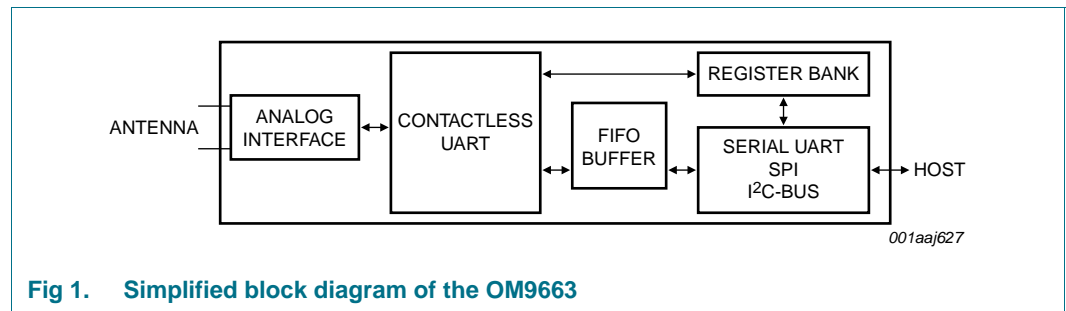 ANTENNA
ANALOG
INTERFACE
CONTACTLESS
UART
FIFO
BUFFER
REGISTER BANK
SERIAL UART
SPI
I²C-BUS
HOST
001aaj627
Fig 1. Simplified block diagram of the OM9663